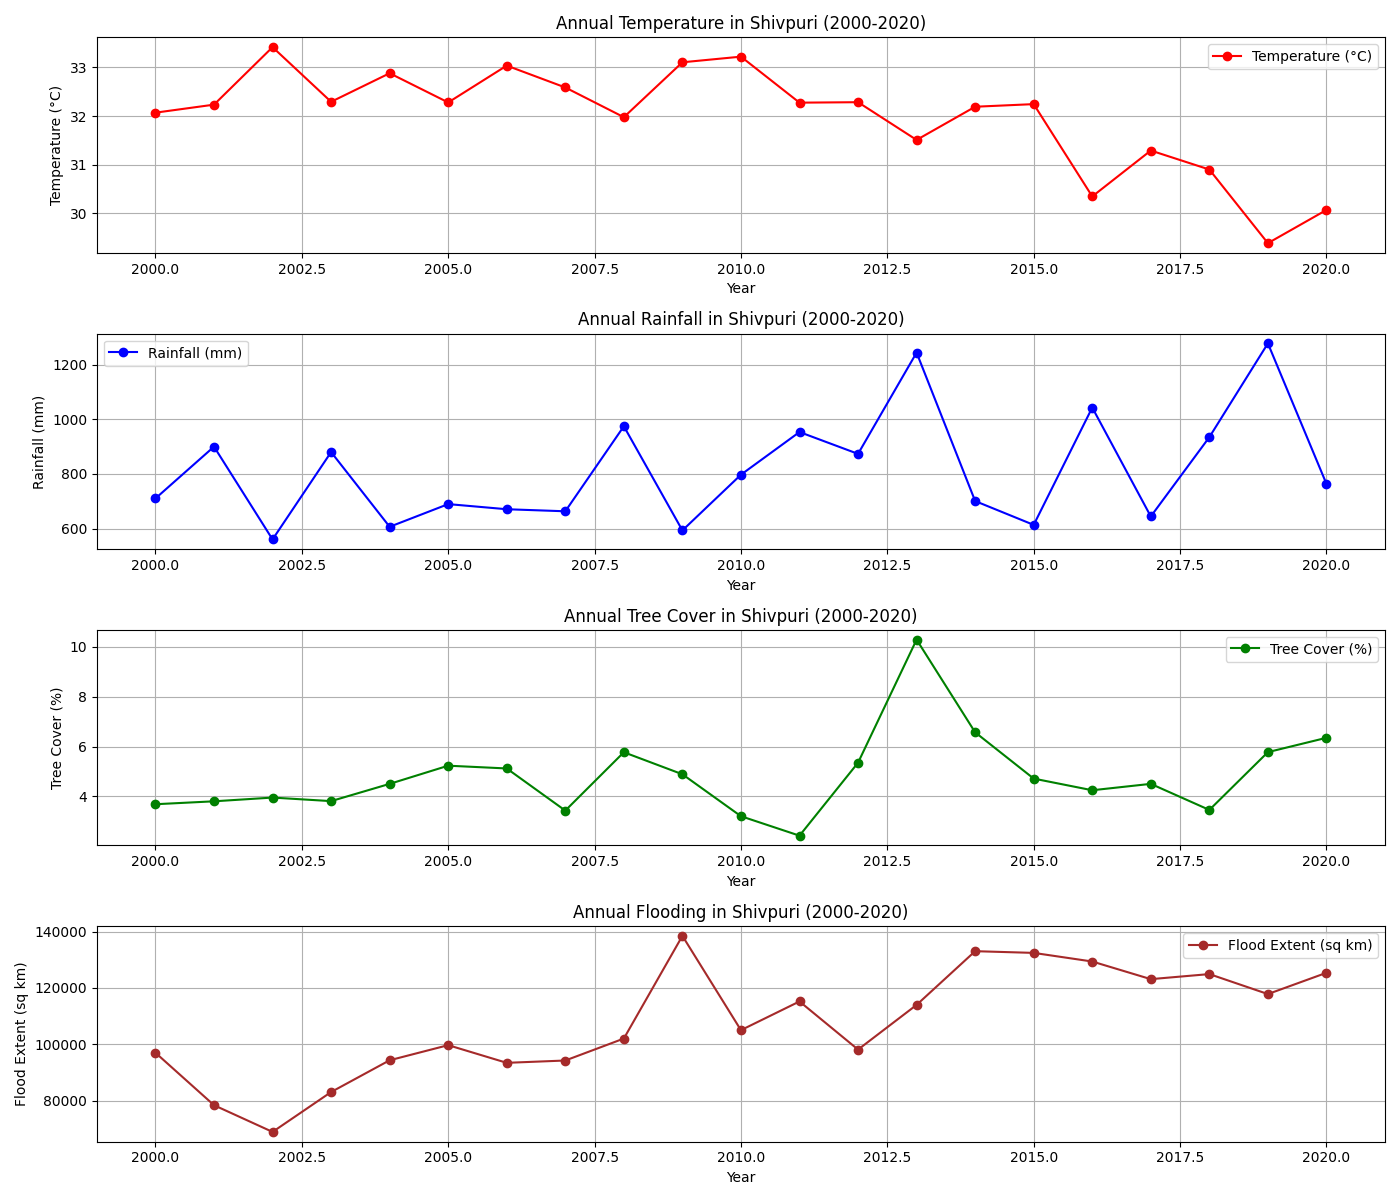 Annual Temperature in Shivpuri (2000-2020)
Temperature (°C)
Temperature (°C)
33
32
31
30
2000.0 2002.5 2005.0 2007.5 2010.0 2012.5 2015.0 2017.5 2020.0
Year
Annual Rainfall in Shivpuri (2000-2020)
Rainfall (mm)
Rainfall (mm)
1200
1000
800
600
2000.0 2002.5 2005.0 2007.5 2010.0 2012.5 2015.0 2017.5 2020.0
Year
Annual Tree Cover in Shivpuri (2000-2020)
Tree Cover (%)
Tree Cover (%)
10
8
6
4
2000.0 2002.5 2005.0 2007.5 2010.0 2012.5 2015.0 2017.5 2020.0
Year
Annual Flooding in Shivpuri (2000-2020)
Flood Extent (sq km)
Flood Extent (sq km)
140000
120000
100000
80000
2000.0 2002.5 2005.0 2007.5 2010.0 2012.5 2015.0 2017.5 2020.0
Year